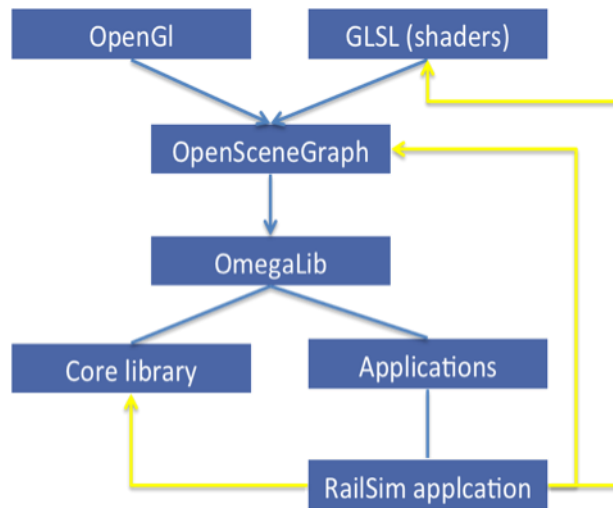 OpenGl
GLSL (shaders)
OpenSceneGraph
OmegaLib
Core library
Applications
RailSim applcation